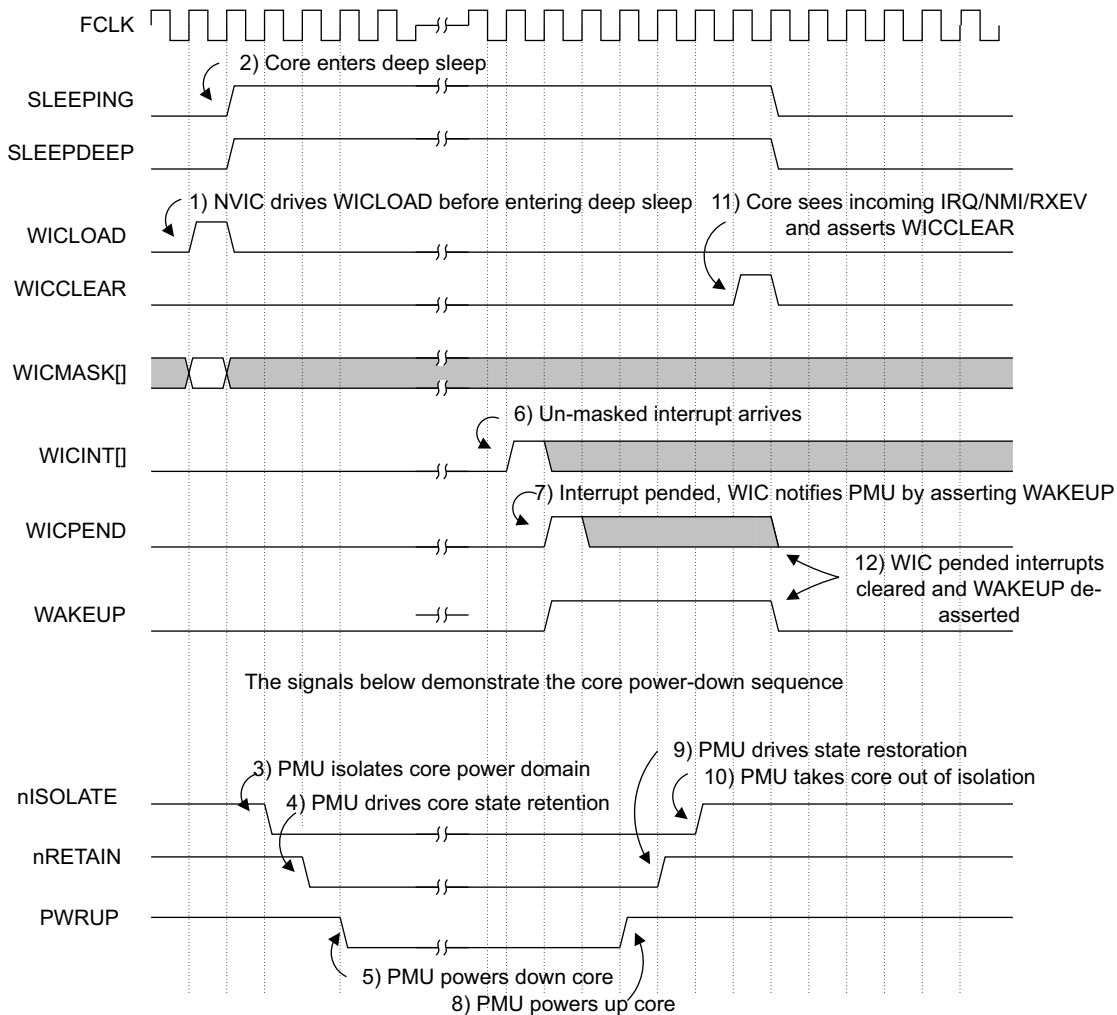 FCLK
2) Core enters deep sleep
SLEEPING
SLEEPDEEP
1) NVIC drives WICLOAD before entering deep sleep
11) Core sees incoming IRQ/NMI/RXEV
and asserts WICCLEAR
WICLOAD
WICCLEAR
WICMASK[]
6) Un-masked interrupt arrives
WICINT[]
7) Interrupt pended, WIC notifies PMU by asserting WAKEUP
WICPEND
12) WIC pended interrupts
cleared and WAKEUP de-
asserted
WAKEUP
The signals below demonstrate the core power-down sequence
9) PMU drives state restoration
3) PMU isolates core power domain
10) PMU takes core out of isolation
nISOLATE
4) PMU drives core state retention
nRETAIN
PWRUP
5) PMU powers down core
8) PMU powers up core